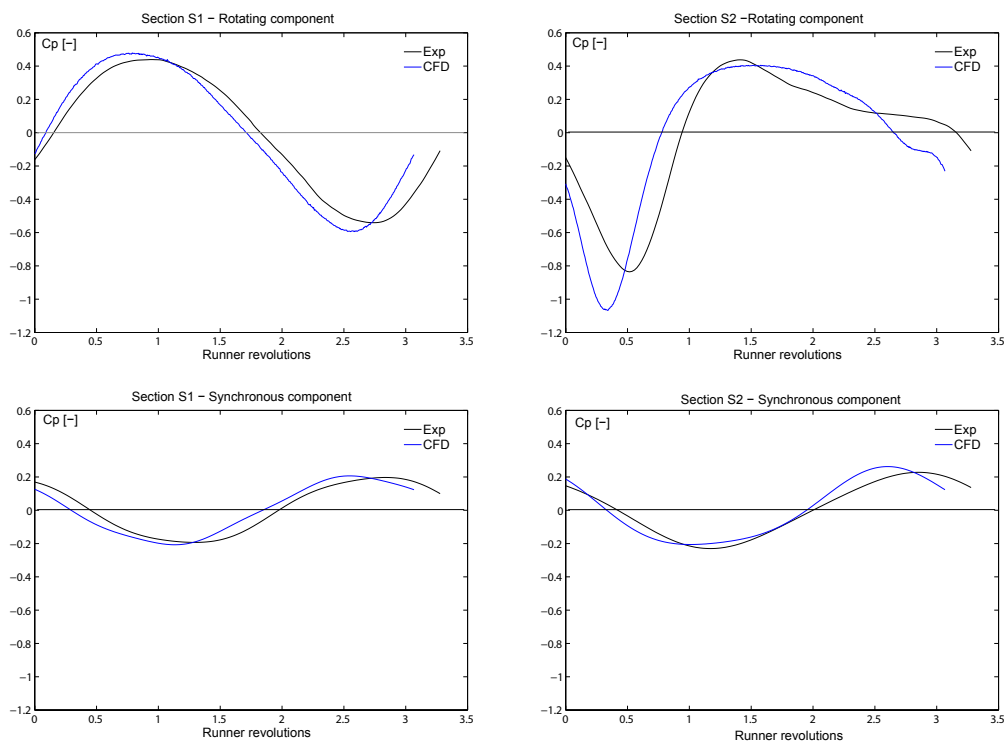 Section S1 − Rotating component
Cp [−]
Exp
CFD
0.6
0.4
0.2
0
−0.2
−0.4
−0.6
−0.8
−1
−1.2
0 0.5 1 1.5 2 2.5 3 3.5
Runner revolutions
Section S2 −Rotating component
Cp [−]
Exp
CFD
0.6
0.4
0.2
0
−0.2
−0.4
−0.6
−0.8
−1
−1.2
0 0.5 1 1.5 2 2.5 3 3.5
Runner revolutions
Section S1 − Synchronous component
Cp [−]
Exp
CFD
0.6
0.4
0.2
0
−0.2
−0.4
−0.6
−0.8
−1
−1.2
0 0.5 1 1.5 2 2.5 3 3.5
Runner revolutions
Section S2 − Synchronous component
Cp [−]
Exp
CFD
0.6
0.4
0.2
0
−0.2
−0.4
−0.6
−0.8
−1
−1.2
0 0.5 1 1.5 2 2.5 3 3.5
Runner revolutions